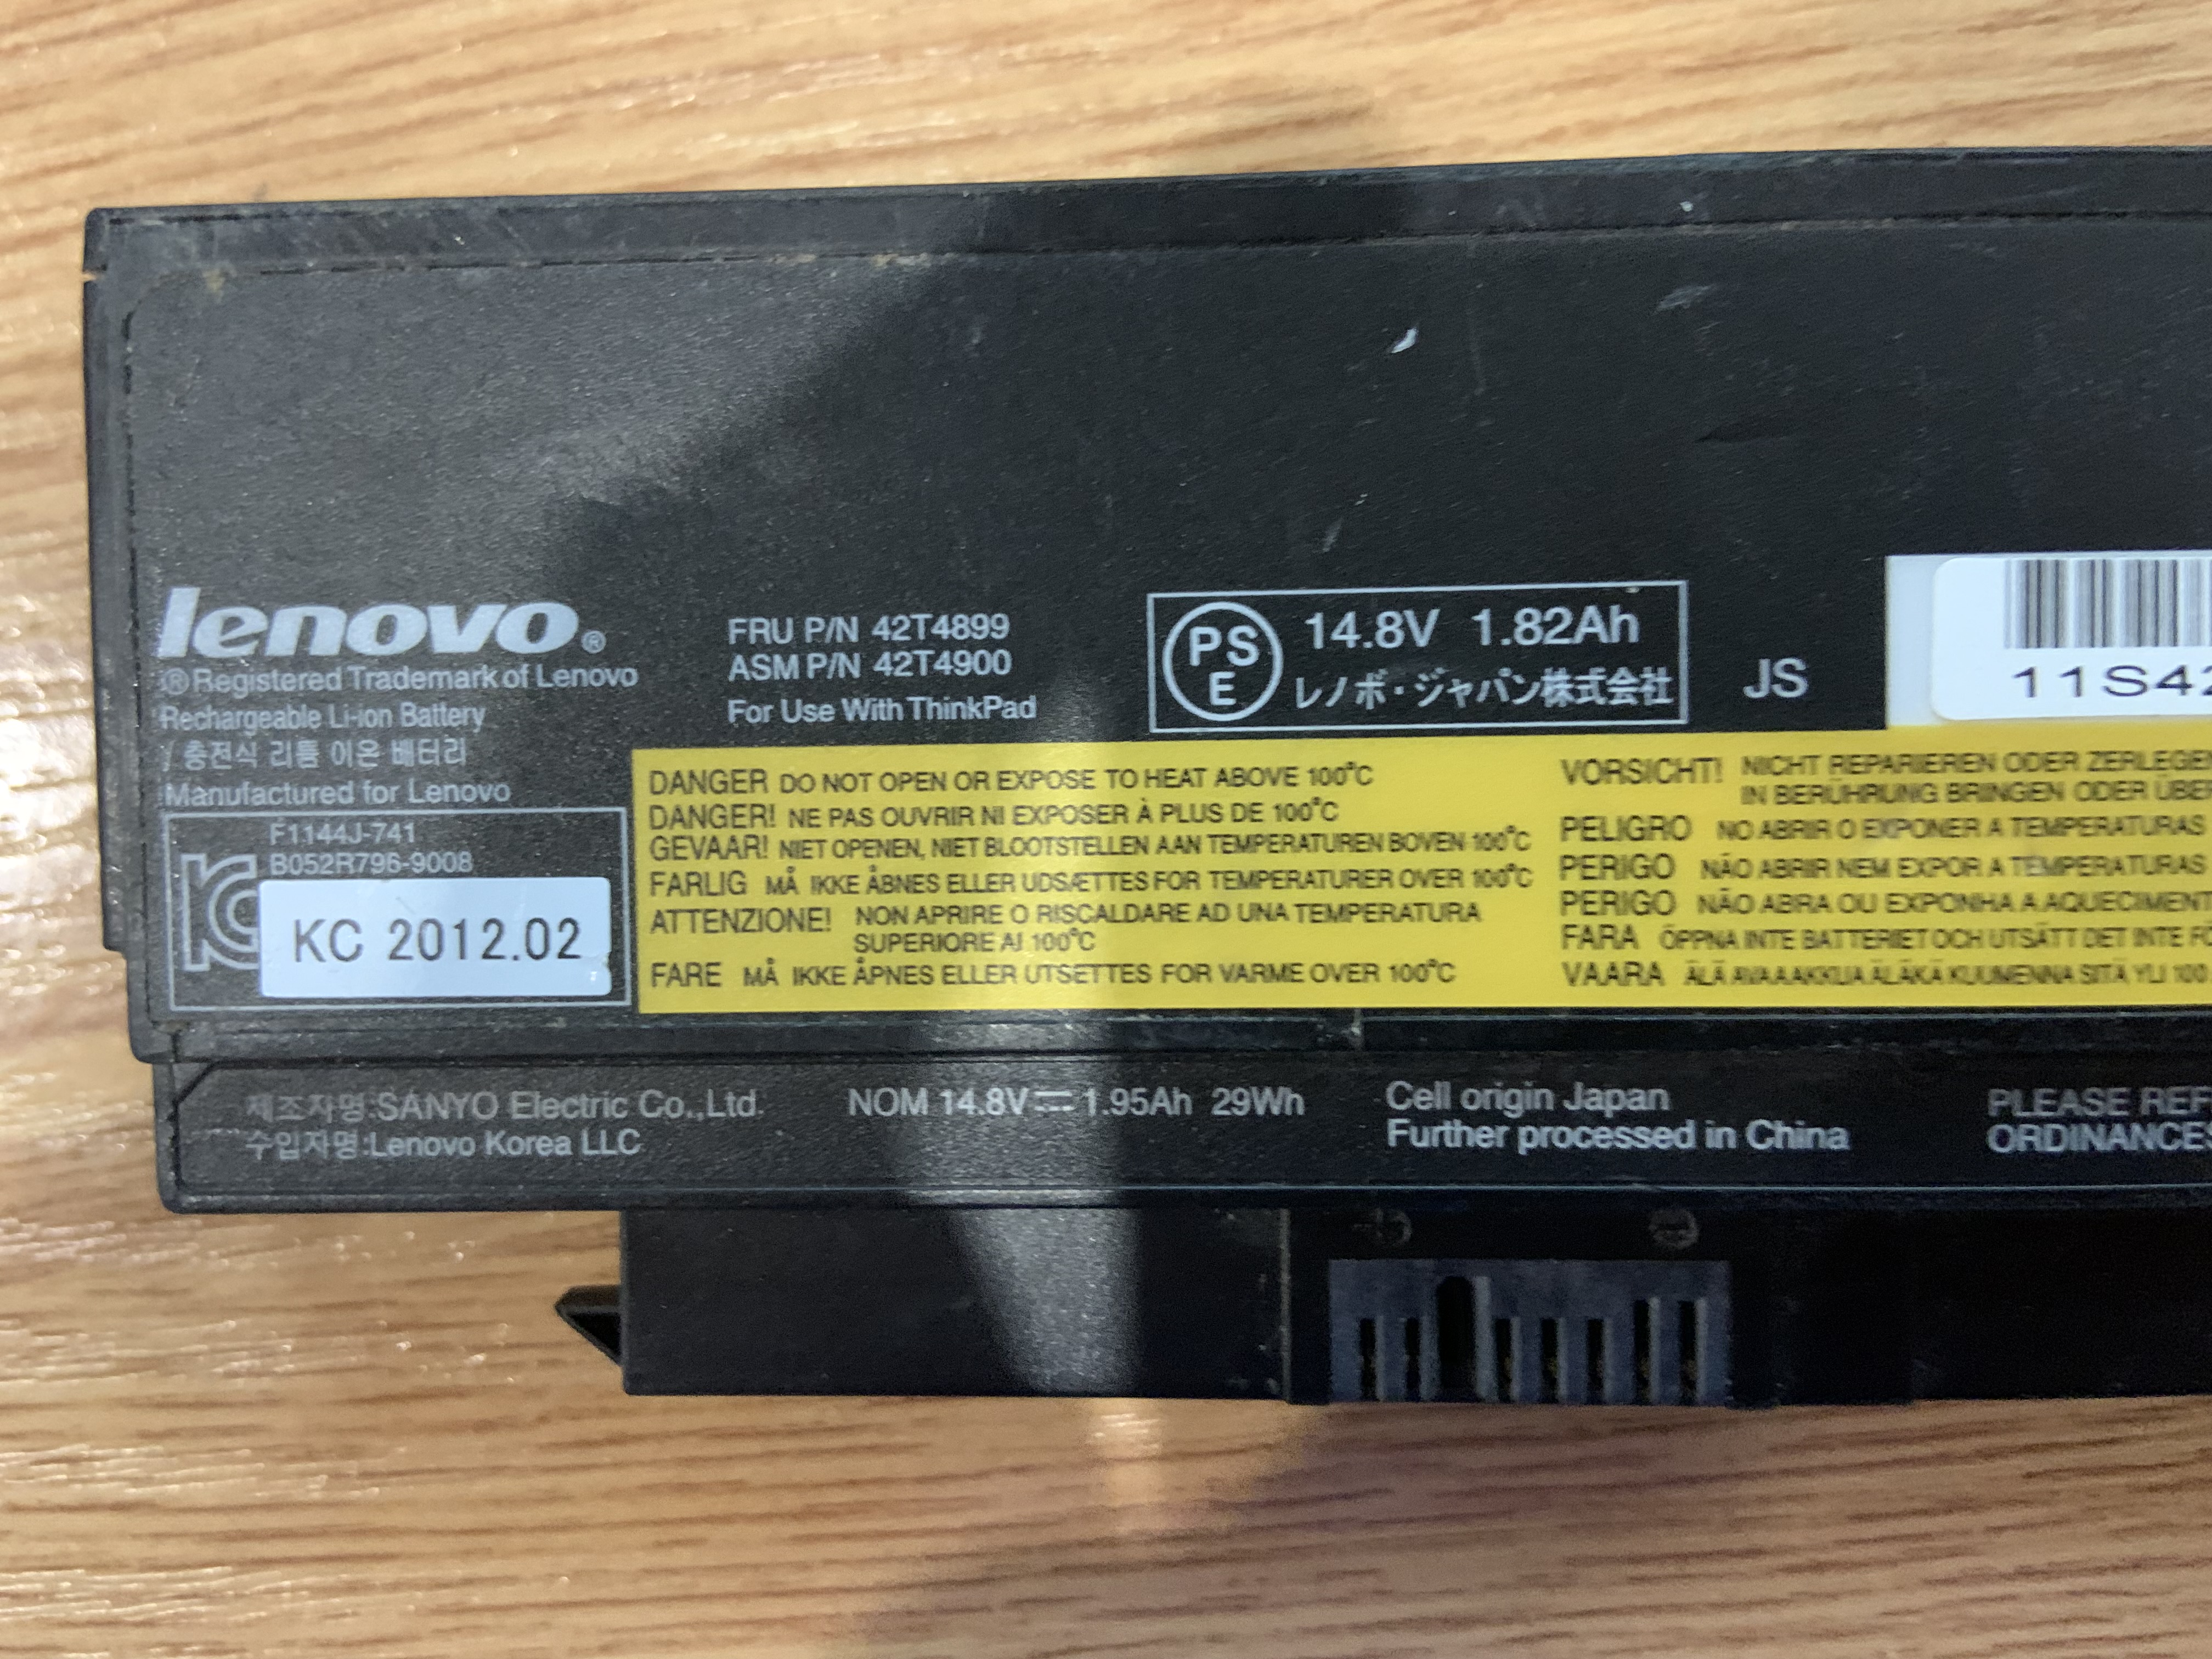 lenovo®
®Registered Trademark of Lenovo
Rechargeable Li-ion Battery
/ 충전식 리튬 이온 배터리
Manufactured for Lenovo
F1144J-741
B052R796-9008
KC 2012.02
FRU P/N 42T4899
ASM P/N 42T4900
For Use With ThinkPad
PS
E
14.8V 1.82Ah
レノボ・ジャパン株式会社
JS
11S42
DANGER DO NOT OPEN OR EXPOSE TO HEAT ABOVE 100°C
DANGER! NE PAS OUVRIR NI EXPOSER À PLUS DE 100°C
GEVAAR! NIET OPENEN, NIET BLOOTSTELLEN AAN TEMPERATUREN BOVEN 100°C
FARLIG MÅ IKKE ÅBNES ELLER UDSÆTTES FOR TEMPERATURER OVER 100°C
ATTENZIONE! NON APRIRE O RISCALDARE AD UNA TEMPERATURA
SUPERIORE AI 100°C
FARE MÅ IKKE ÅPNES ELLER UTSETTES FOR VARME OVER 100°C
VORSICHT! NICHT REPARIEREN ODER ZERLEGEN
IN BERÜHRUNG BRINGEN ODER ÜBER
PELIGRO NO ABRIR O EXPONER A TEMPERATURAS
PERIGO NÃO ABRIR NEM EXPOR A TEMPERATURAS
PERIGO NÃO ABRA OU EXPONHA A AQUECIMENT
FARA ÖPPNA INTE BATTERIET OCH UTSÄTT DET INTE FÖ
VAARA ÄLÄ AVAA AKKUA ÄLÄKÄ KUUMENNA SITÄ YLI 100
제조자명:SANYO Electric Co.,Ltd.
수입자명:Lenovo Korea LLC
NOM 14.8V⎓1.95Ah 29Wh
Cell origin Japan
Further processed in China
PLEASE REF
ORDINANCES